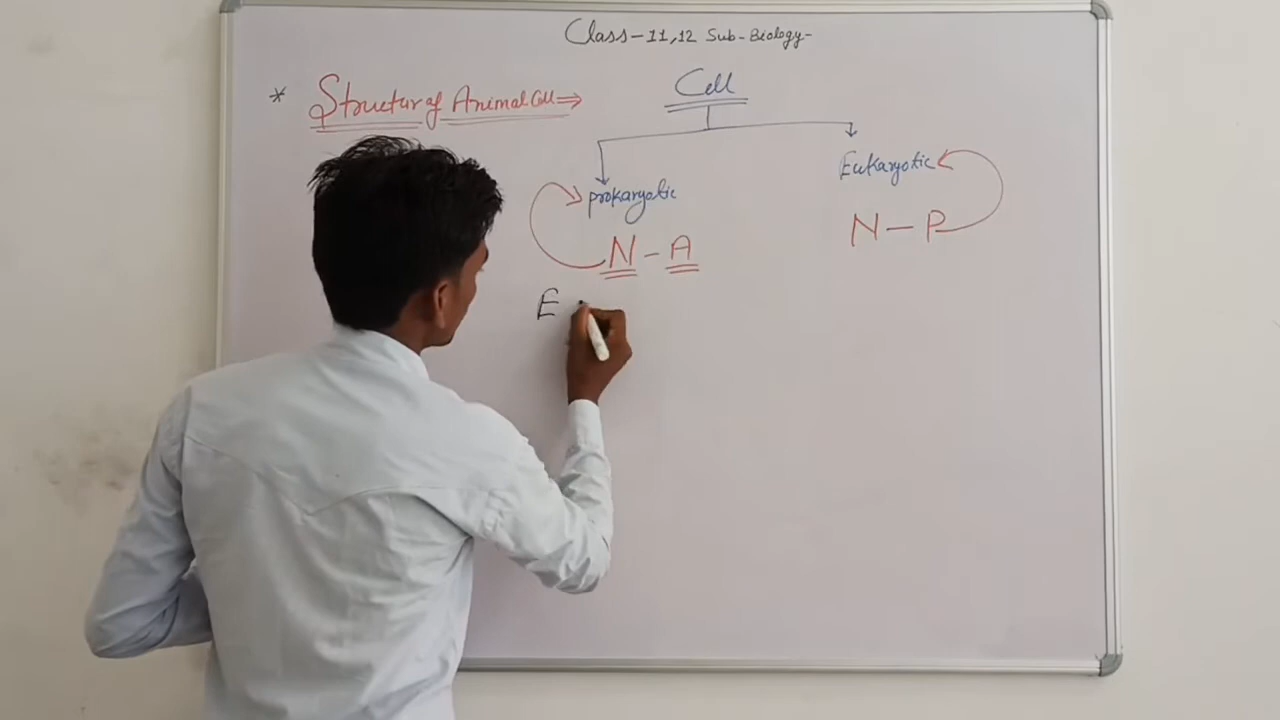 Class-11,12 Sub-Biology-
* Structur of Animal Cell ⇒
Cell
prokaryotic
Eukaryotic
N-A
N-P
E